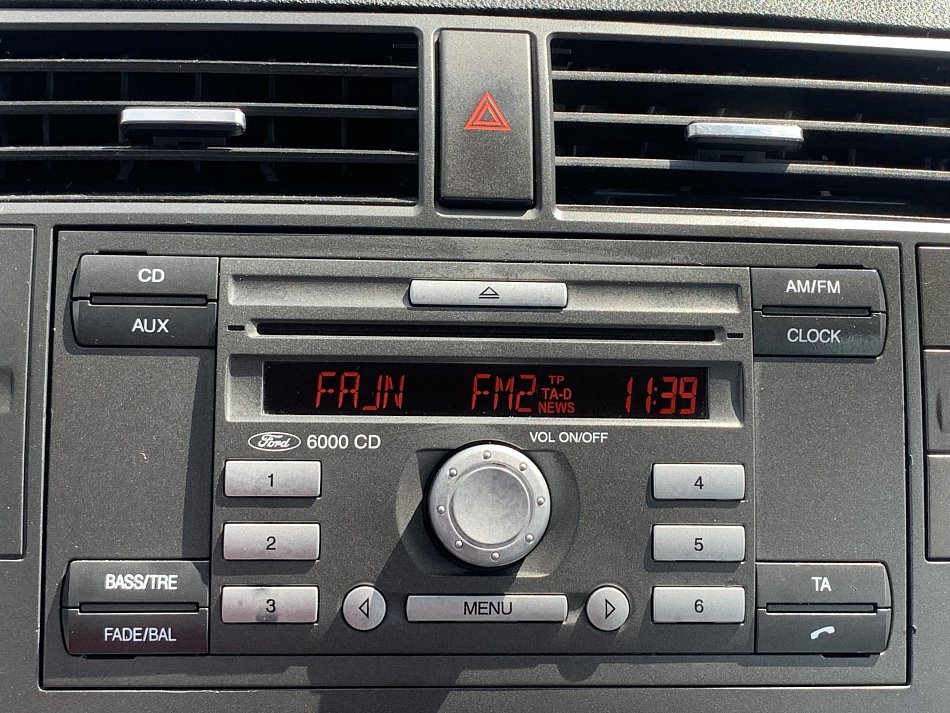 CD
AUX
AM/FM
CLOCK
FAJN FM2 TP
TA-D
NEWS
11:39
Ford 6000 CD
VOL ON/OFF
1
2
3
4
5
6
BASS/TRE
FADE/BAL
MENU
TA